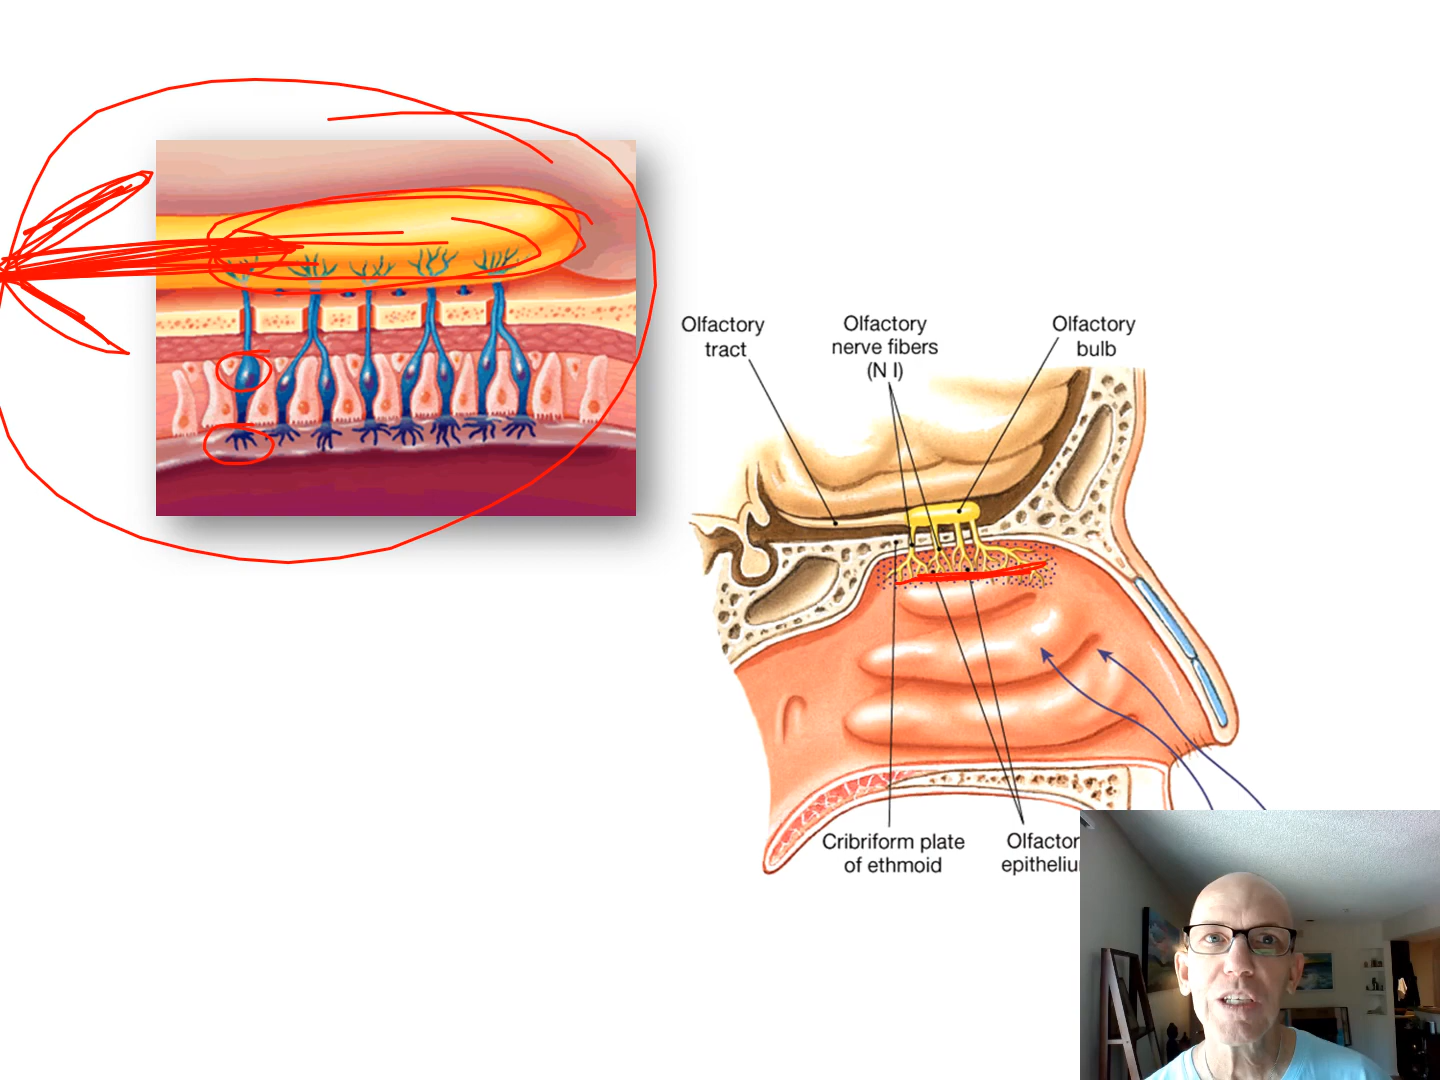 Olfactory
tract
Olfactory
nerve fibers
(N I)
Olfactory
bulb
Cribriform plate
of ethmoid